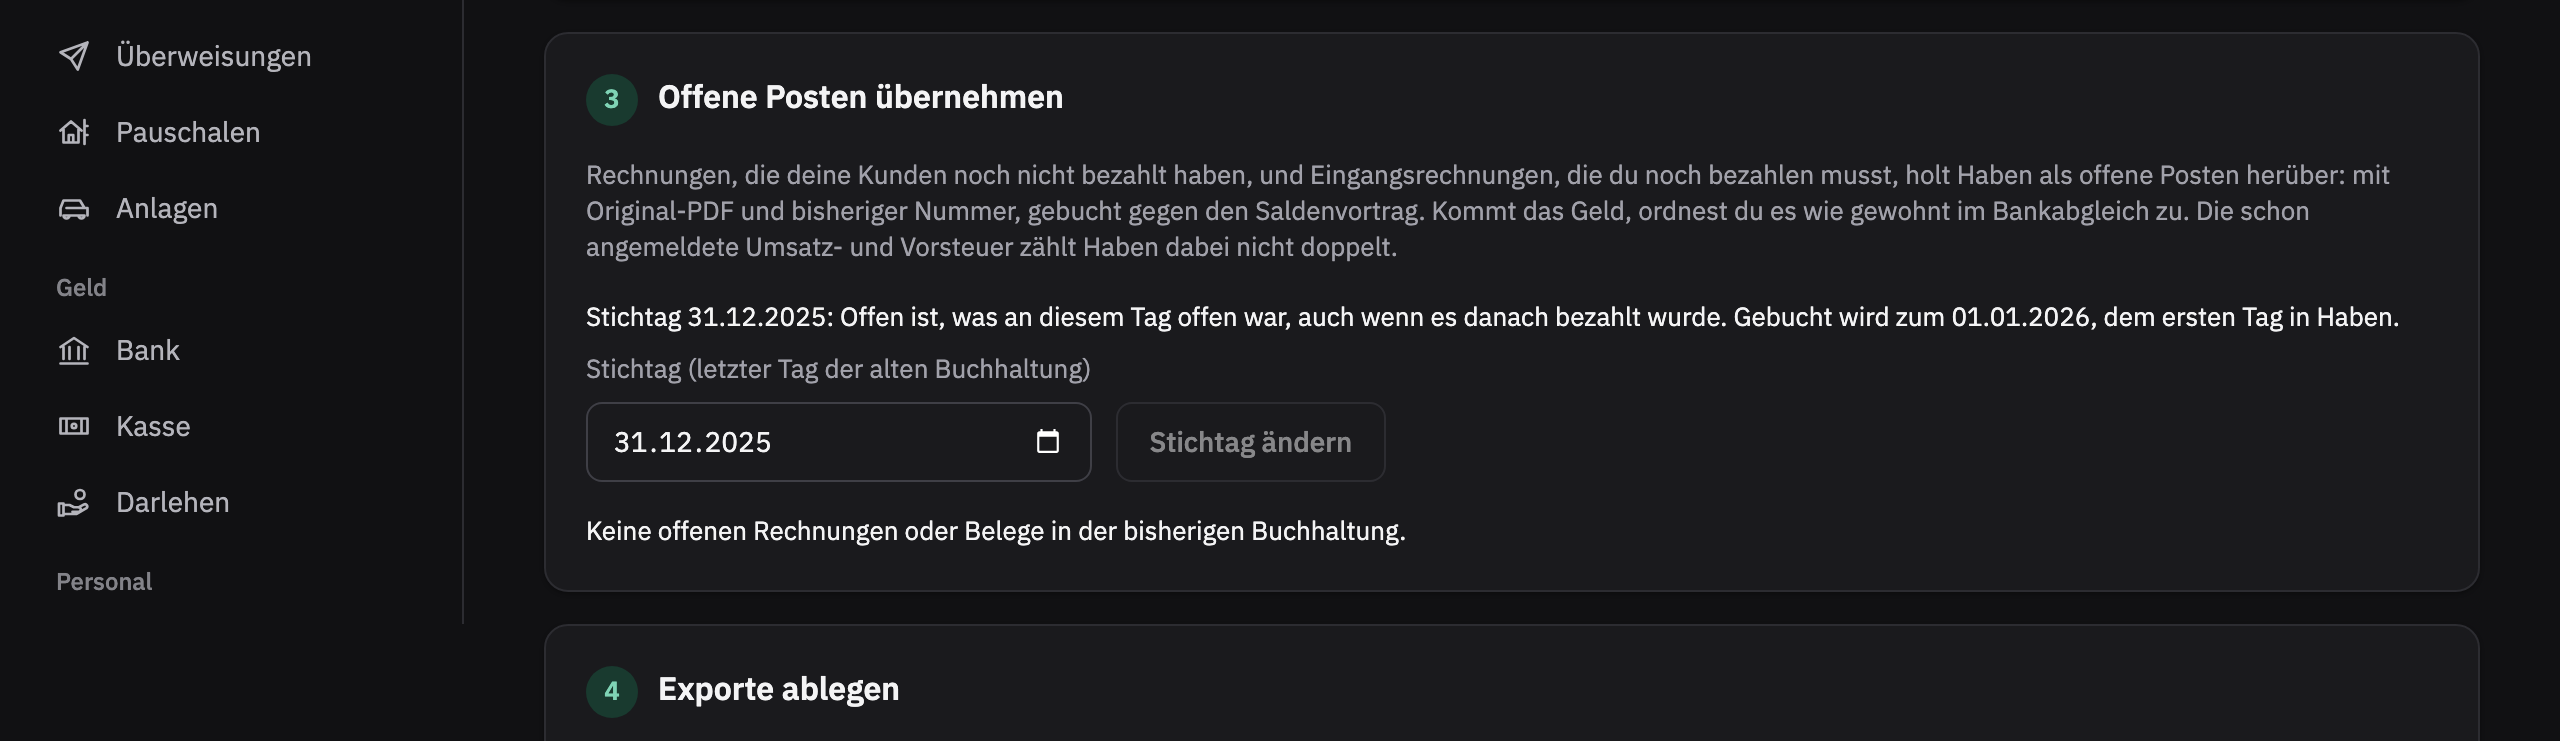 Überweisungen
Pauschalen
Anlagen
Geld
Bank
Kasse
Darlehen
Personal
3
Offene Posten übernehmen
Rechnungen, die deine Kunden noch nicht bezahlt haben, und Eingangsrechnungen, die du noch bezahlen musst, holt Haben als offene Posten herüber: mit
Original-PDF und bisheriger Nummer, gebucht gegen den Saldenvortrag. Kommt das Geld, ordnest du es wie gewohnt im Bankabgleich zu. Die schon
angemeldete Umsatz- und Vorsteuer zählt Haben dabei nicht doppelt.
Stichtag 31.12.2025: Offen ist, was an diesem Tag offen war, auch wenn es danach bezahlt wurde. Gebucht wird zum 01.01.2026, dem ersten Tag in Haben.
Stichtag (letzter Tag der alten Buchhaltung)
31.12.2025
Stichtag ändern
Keine offenen Rechnungen oder Belege in der bisherigen Buchhaltung.
4
Exporte ablegen